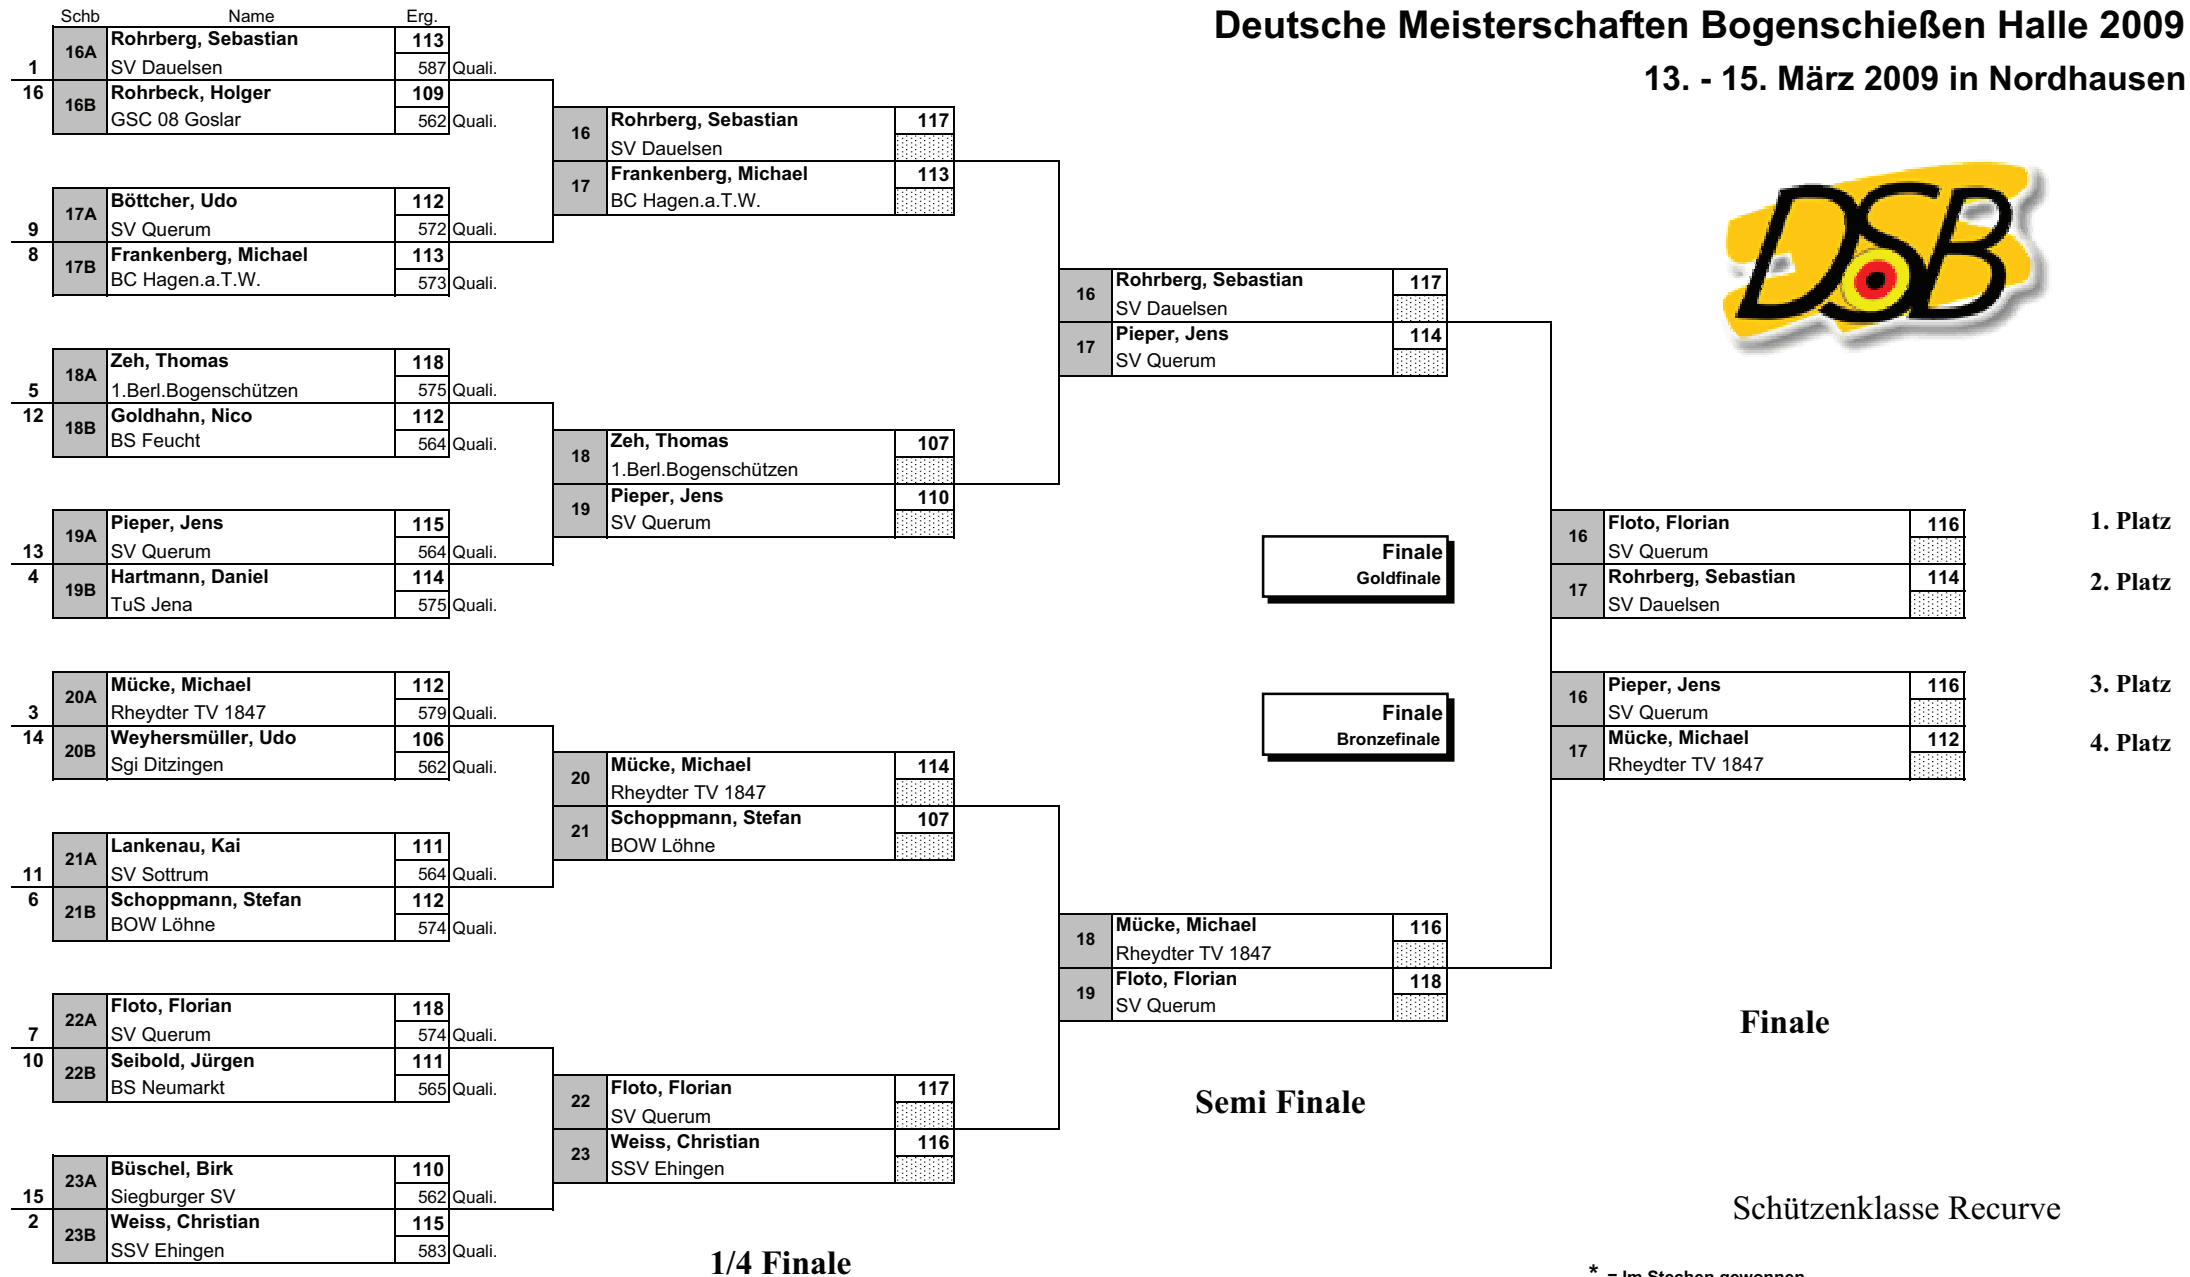 Deutsche Meisterschaften Bogenschießen Halle 2009
13. - 15. März 2009 in Nordhausen
DSB
Schb Name Erg.
16A Rohrberg, Sebastian 113
1 SV Dauelsen 587 Quali.
16 16B Rohrbeck, Holger 109
GSC 08 Goslar 562 Quali.
17A Böttcher, Udo 112
9 SV Querum 572 Quali.
8 17B Frankenberg, Michael 113
BC Hagen.a.T.W. 573 Quali.
18A Zeh, Thomas 118
5 1.Berl.Bogenschützen 575 Quali.
12 18B Goldhahn, Nico 112
BS Feucht 564 Quali.
19A Pieper, Jens 115
13 SV Querum 564 Quali.
4 19B Hartmann, Daniel 114
TuS Jena 575 Quali.
20A Mücke, Michael 112
3 Rheydter TV 1847 579 Quali.
14 20B Weyhersmüller, Udo 106
Sgi Ditzingen 562 Quali.
21A Lankenau, Kai 111
11 SV Sottrum 564 Quali.
6 21B Schoppmann, Stefan 112
BOW Löhne 574 Quali.
22A Floto, Florian 118
7 SV Querum 574 Quali.
10 22B Seibold, Jürgen 111
BS Neumarkt 565 Quali.
23A Büschel, Birk 110
15 Siegburger SV 562 Quali.
2 23B Weiss, Christian 115
SSV Ehingen 583 Quali.
16 Rohrberg, Sebastian 117
SV Dauelsen
17 Frankenberg, Michael 113
BC Hagen.a.T.W.
18 Zeh, Thomas 107
1.Berl.Bogenschützen
19 Pieper, Jens 110
SV Querum
20 Mücke, Michael 114
Rheydter TV 1847
21 Schoppmann, Stefan 107
BOW Löhne
22 Floto, Florian 117
SV Querum
23 Weiss, Christian 116
SSV Ehingen
1/4 Finale
16 Rohrberg, Sebastian 117
SV Dauelsen
17 Pieper, Jens 114
SV Querum
18 Mücke, Michael 116
Rheydter TV 1847
19 Floto, Florian 118
SV Querum
Semi Finale
Finale
Goldfinale
16 Floto, Florian 116 1. Platz
SV Querum
17 Rohrberg, Sebastian 114 2. Platz
SV Dauelsen
Finale
Bronzefinale
16 Pieper, Jens 116 3. Platz
SV Querum
17 Mücke, Michael 112 4. Platz
Rheydter TV 1847
Finale
Schützenklasse Recurve
* = Im Stechen gewonnen